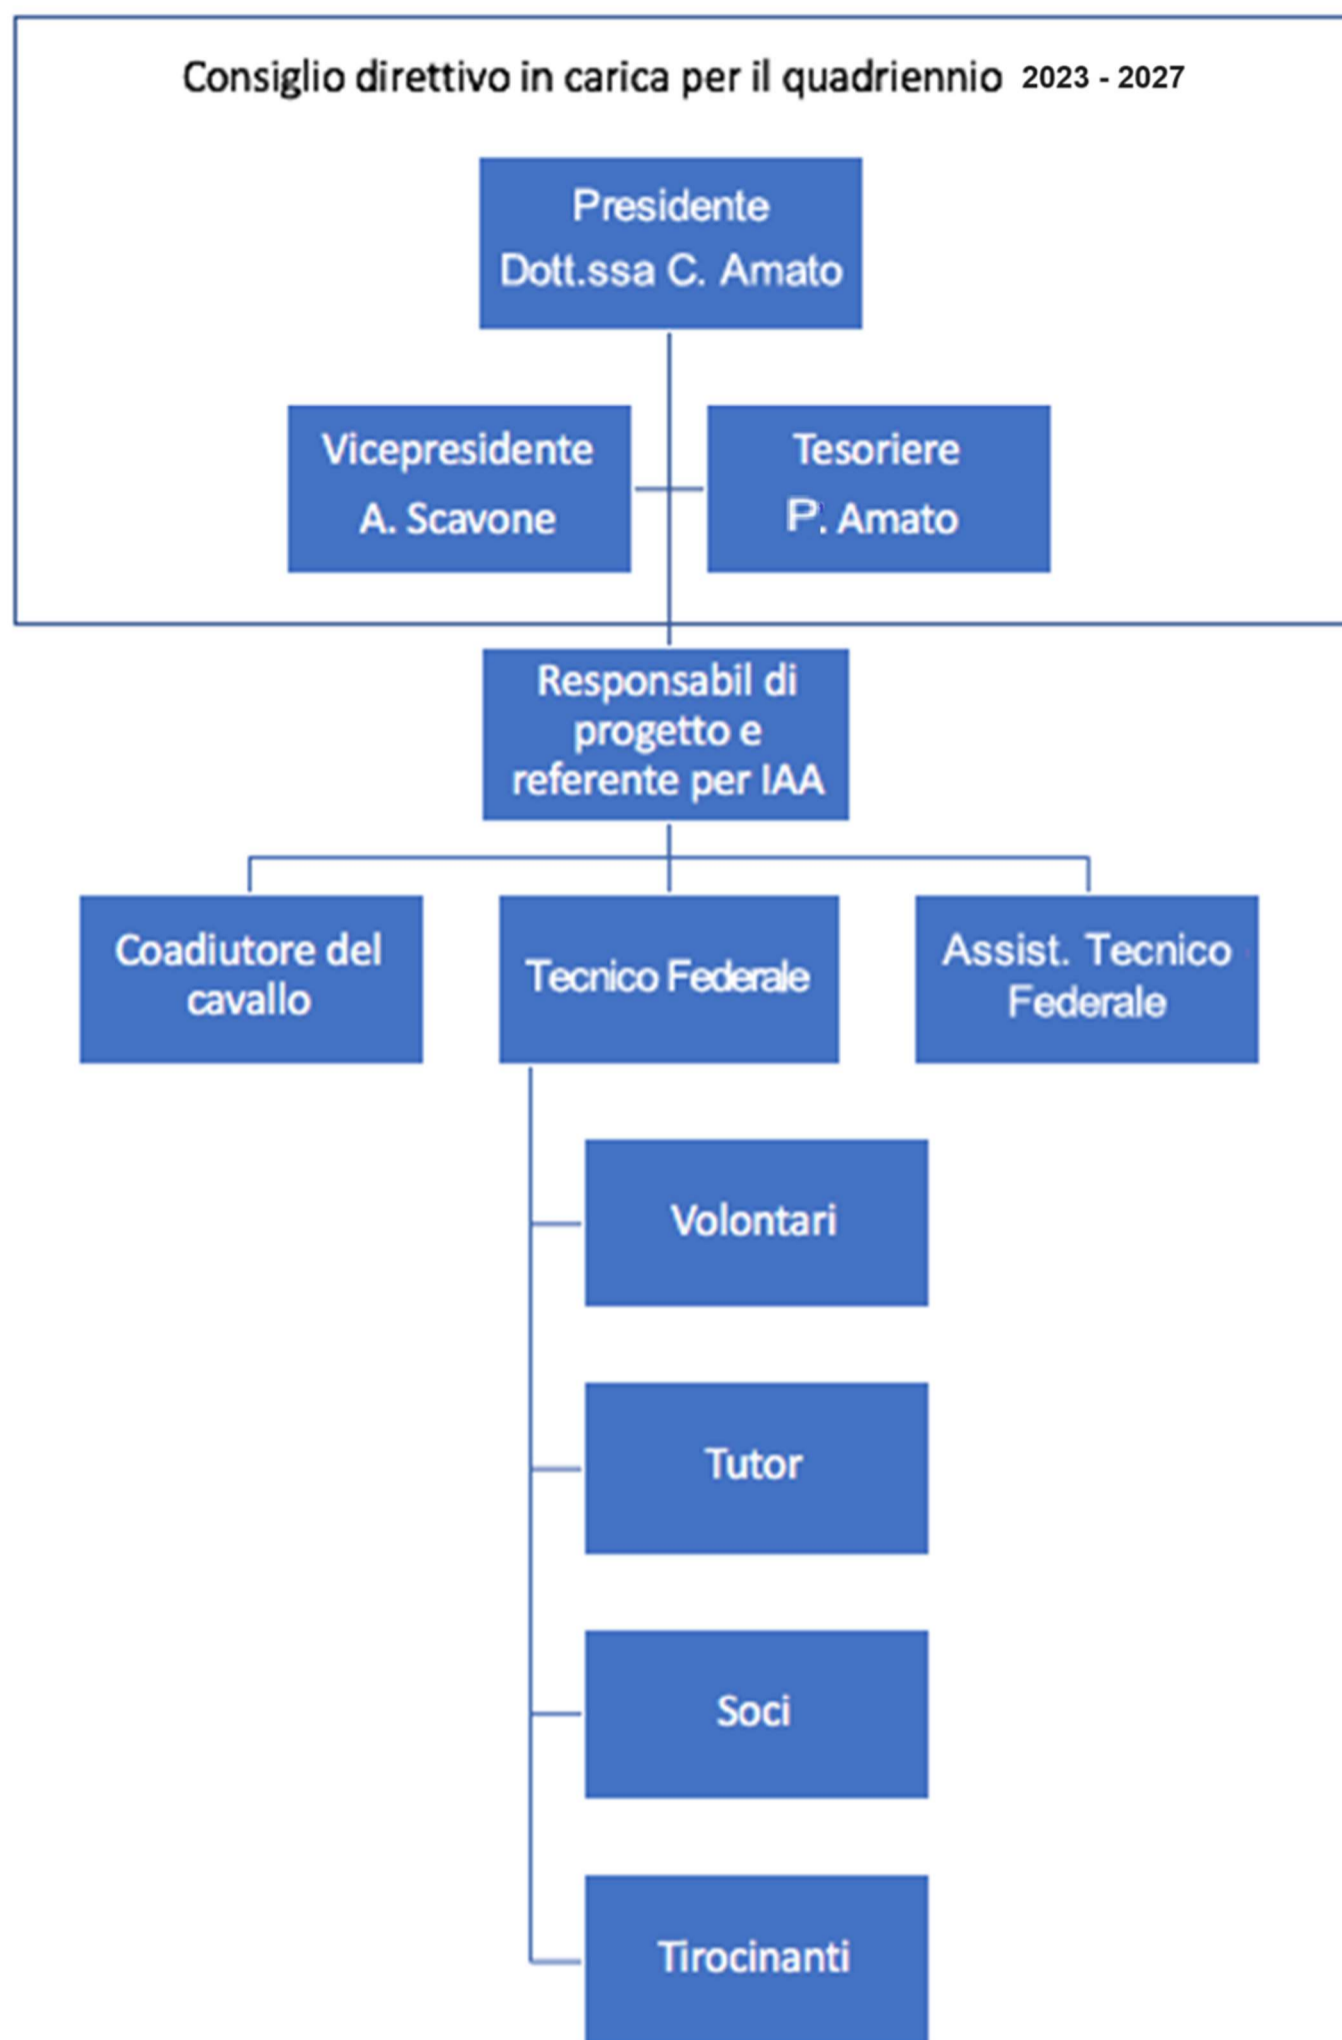 Consiglio direttivo in carica per il quadriennio 2023 - 2027
Presidente
Dott.ssa C. Amato
Vicepresidente
A. Scavone
Tesoriere
P. Amato
Responsabil di
progetto e
referente per IAA
Coadiutore del
cavallo
Tecnico Federale
Assist. Tecnico
Federale
Volontari
Tutor
Soci
Tirocinanti